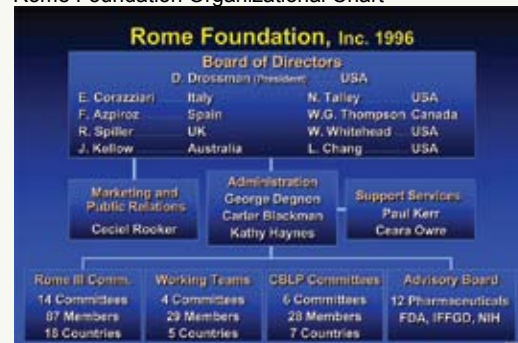 Rome Foundation Organizational Chart
Rome Foundation, Inc. 1996
Board of Directors
D. Drossman (President) USA
E. Corazziari Italy N. Talley USA
F. Azpiroz Spain W.G. Thompson Canada
R. Spiller UK W. Whitehead USA
J. Kellow Australia L. Chang USA
Marketing and
Public Relations
Ceciel Rooker
Administration
George Degnon
Carlar Blackman
Kathy Haynes
Support Services
Paul Kerr
Ceara Owre
Rome III Comm.
14 Committees
87 Members
18 Countries
Working Teams
4 Committees
29 Members
5 Countries
CBLP Committees
6 Committees
28 Members
7 Countries
Advisory Board
12 Pharmaceuticals
FDA, IFFGD, NIH